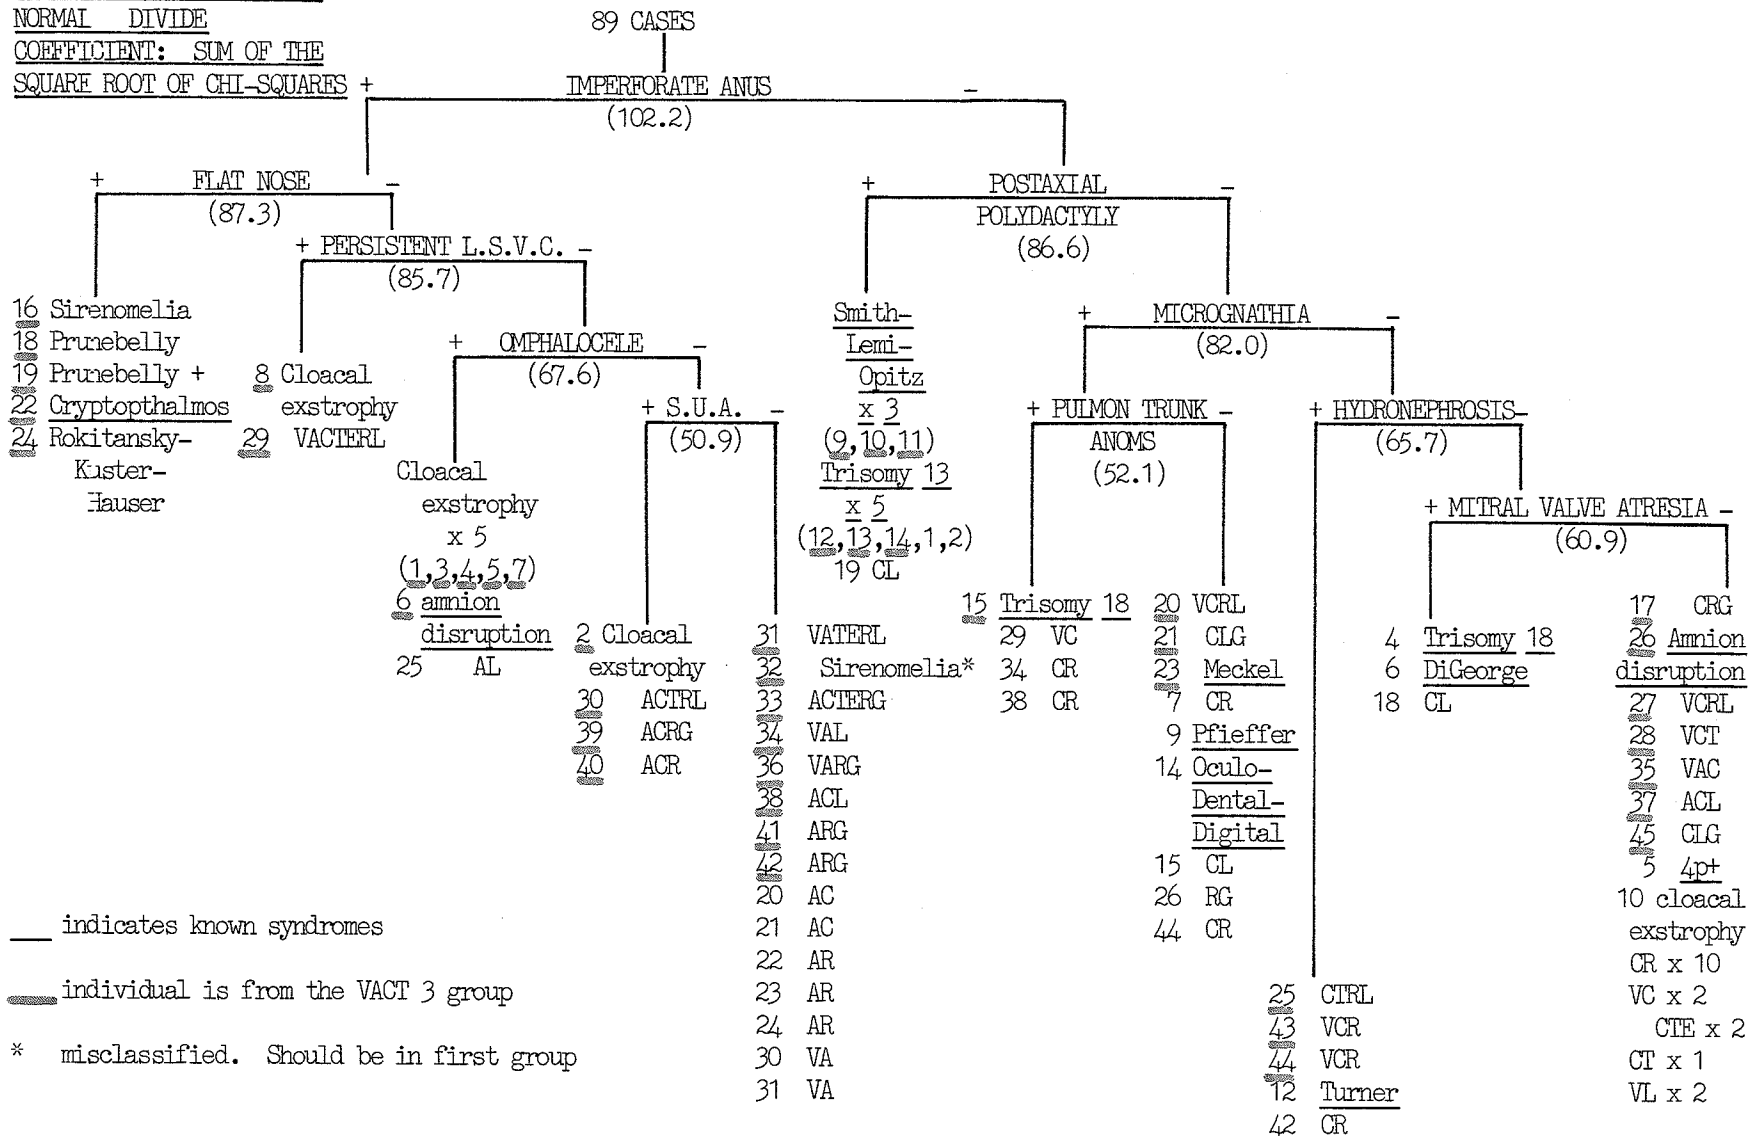 NORMAL DIVIDE
COEFFICIENT: SUM OF THE
SQUARE ROOT OF CHI-SQUARES
89 CASES
+ IMPERFORATE ANUS -
(102.2)
+ FLAT NOSE -
(87.3)
+ PERSISTENT L.S.V.C. -
(85.7)
+ OMPHALOCELE -
(67.6)
+ S.U.A. -
(50.9)
+ POSTAXIAL -
POLYDACTYLY
(86.6)
+ MICROGNATHIA -
(82.0)
+ PULMON TRUNK -
ANOMS
(52.1)
+ HYDRONEPHROSIS-
(65.7)
+ MITRAL VALVE ATRESIA -
(60.9)
16 Sirenomelia
18 Prunebelly
19 Prunebelly +
22 Cryptopthalmos
24 Rokitansky-
Kuster-
Hauser
8 Cloacal
exstrophy
29 VACTERL
Cloacal
exstrophy
x 5
(1,3,4,5,7)
6 amnion
disruption
25 AL
2 Cloacal
exstrophy
30 ACTRL
39 ACRG
40 ACR
31 VATERL
32 Sirenomelia*
33 ACTERG
34 VAL
36 VARG
38 ACL
41 ARG
42 ARG
20 AC
21 AC
22 AR
23 AR
24 AR
30 VA
31 VA
Smith-
Lemi-
Opitz
x 3
(9,10,11)
Trisomy 13
x 5
(12,13,14,1,2)
19 CL
15 Trisomy 18
29 VC
34 CR
38 CR
20 VCRL
21 CLG
23 Meckel
7 CR
9 Pfieffer
14 Oculo-
Dental-
Digital
15 CL
26 RG
44 CR
25 CTRL
43 VCR
44 VCR
12 Turner
42 CR
4 Trisomy 18
6 DiGeorge
18 CL
17 CRG
26 Amnion
disruption
27 VCRL
28 VCT
35 VAC
37 ACL
45 CLG
5 4p+
10 cloacal
exstrophy
CR x 10
VC x 2
CTE x 2
CT x 1
VL x 2
indicates known syndromes
individual is from the VACT 3 group
* misclassified. Should be in first group